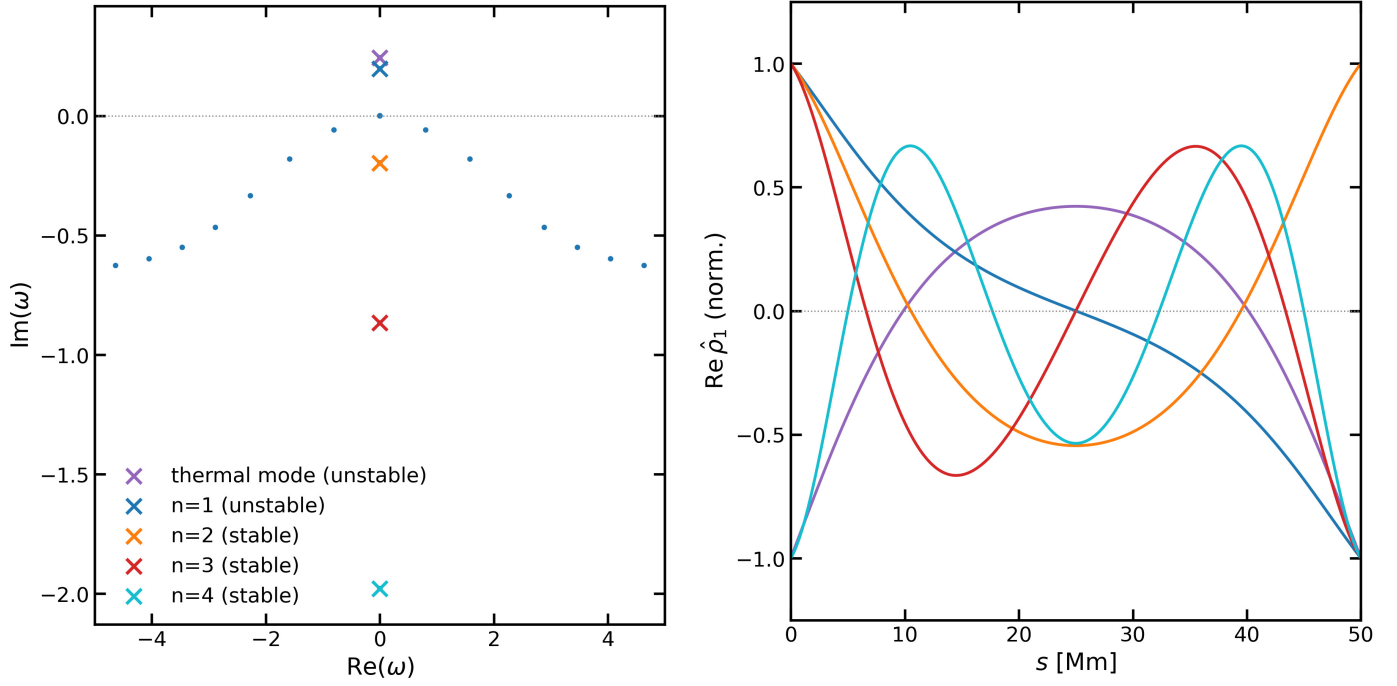 0.0
−0.5
−1.0
−1.5
−2.0
Im(ω)
thermal mode (unstable)
n=1 (unstable)
n=2 (stable)
n=3 (stable)
n=4 (stable)
−4
−2
0
2
4
Re(ω)
1.0
0.5
0.0
−0.5
−1.0
Re ρ̂₁ (norm.)
0
10
20
30
40
50
s [Mm]